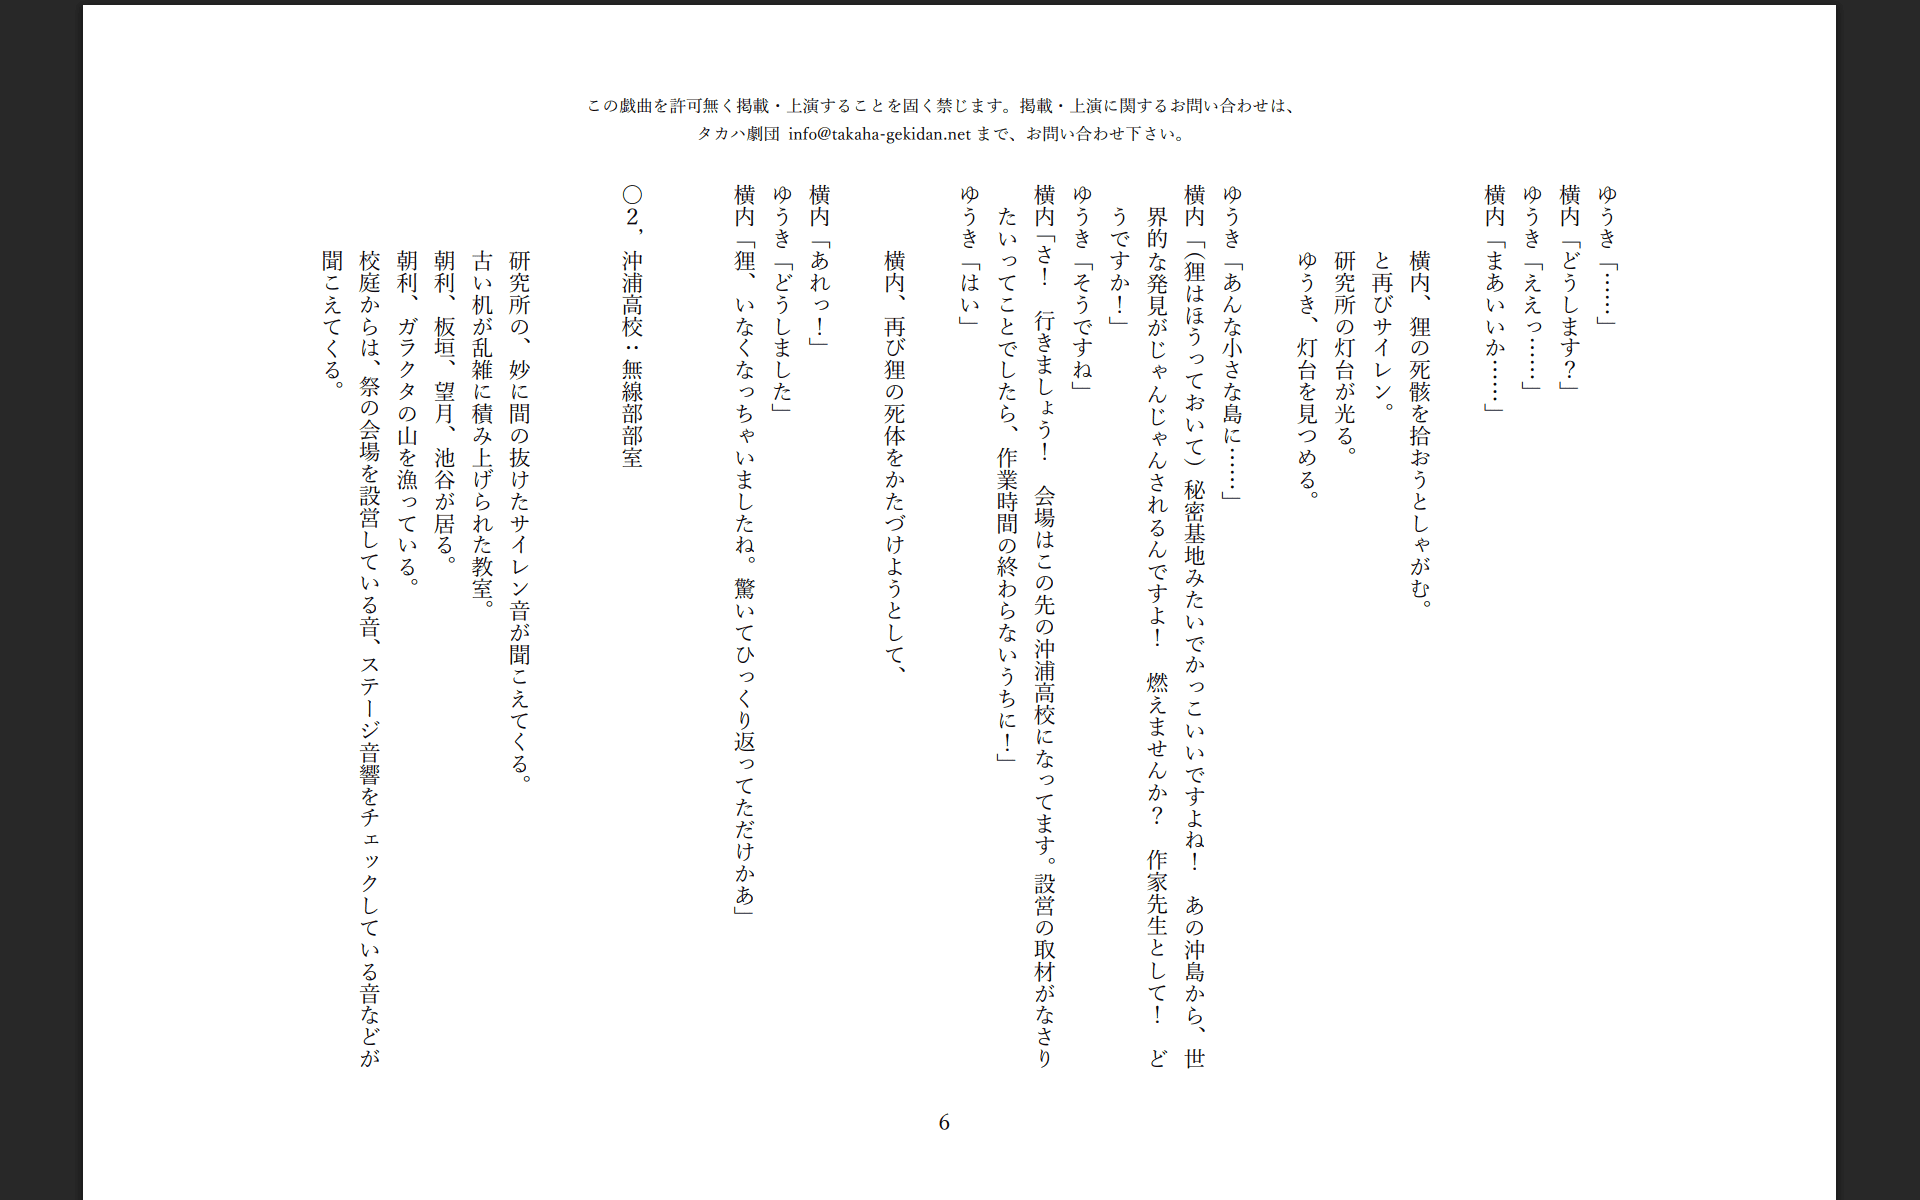 この戯曲を許可無く掲載・上演することを固く禁じます。掲載・上演に関するお問い合わせは、
タカハ劇団 info@takaha-gekidan.net まで、お問い合わせ下さい。
ゆうき「……」
横内「どうします？」
ゆうき「ええっ……」
横内「まあいいか……」
横内、狸の死骸を拾おうとしゃがむ。
と再びサイレン。
研究所の灯台が光る。
ゆうき、灯台を見つめる。
ゆうき「あんな小さな島に……」
横内「（狸はほうっておいて）秘密基地みたいでかっこいいですよね！　あの沖島から、世
界的な発見がじゃんじゃんされるんですよ！　燃えませんか？　作家先生として！　ど
うですか！」
ゆうき「そうですね」
横内「さ！　行きましょう！　会場はこの先の沖浦高校になってます。設営の取材がなさり
たいってことでしたら、作業時間の終わらないうちに！」
ゆうき「はい」
横内、再び狸の死体をかたづけようとして、
横内「あれっ！」
ゆうき「どうしました」
横内「狸、いなくなっちゃいましたね。驚いてひっくり返ってただけかあ」
〇２，沖浦高校：無線部部室
研究所の、妙に間の抜けたサイレン音が聞こえてくる。
古い机が乱雑に積み上げられた教室。
朝利、板垣、望月、池谷が居る。
朝利、ガラクタの山を漁っている。
校庭からは、祭の会場を設営している音、ステージ音響をチェックしている音などが
聞こえてくる。
6